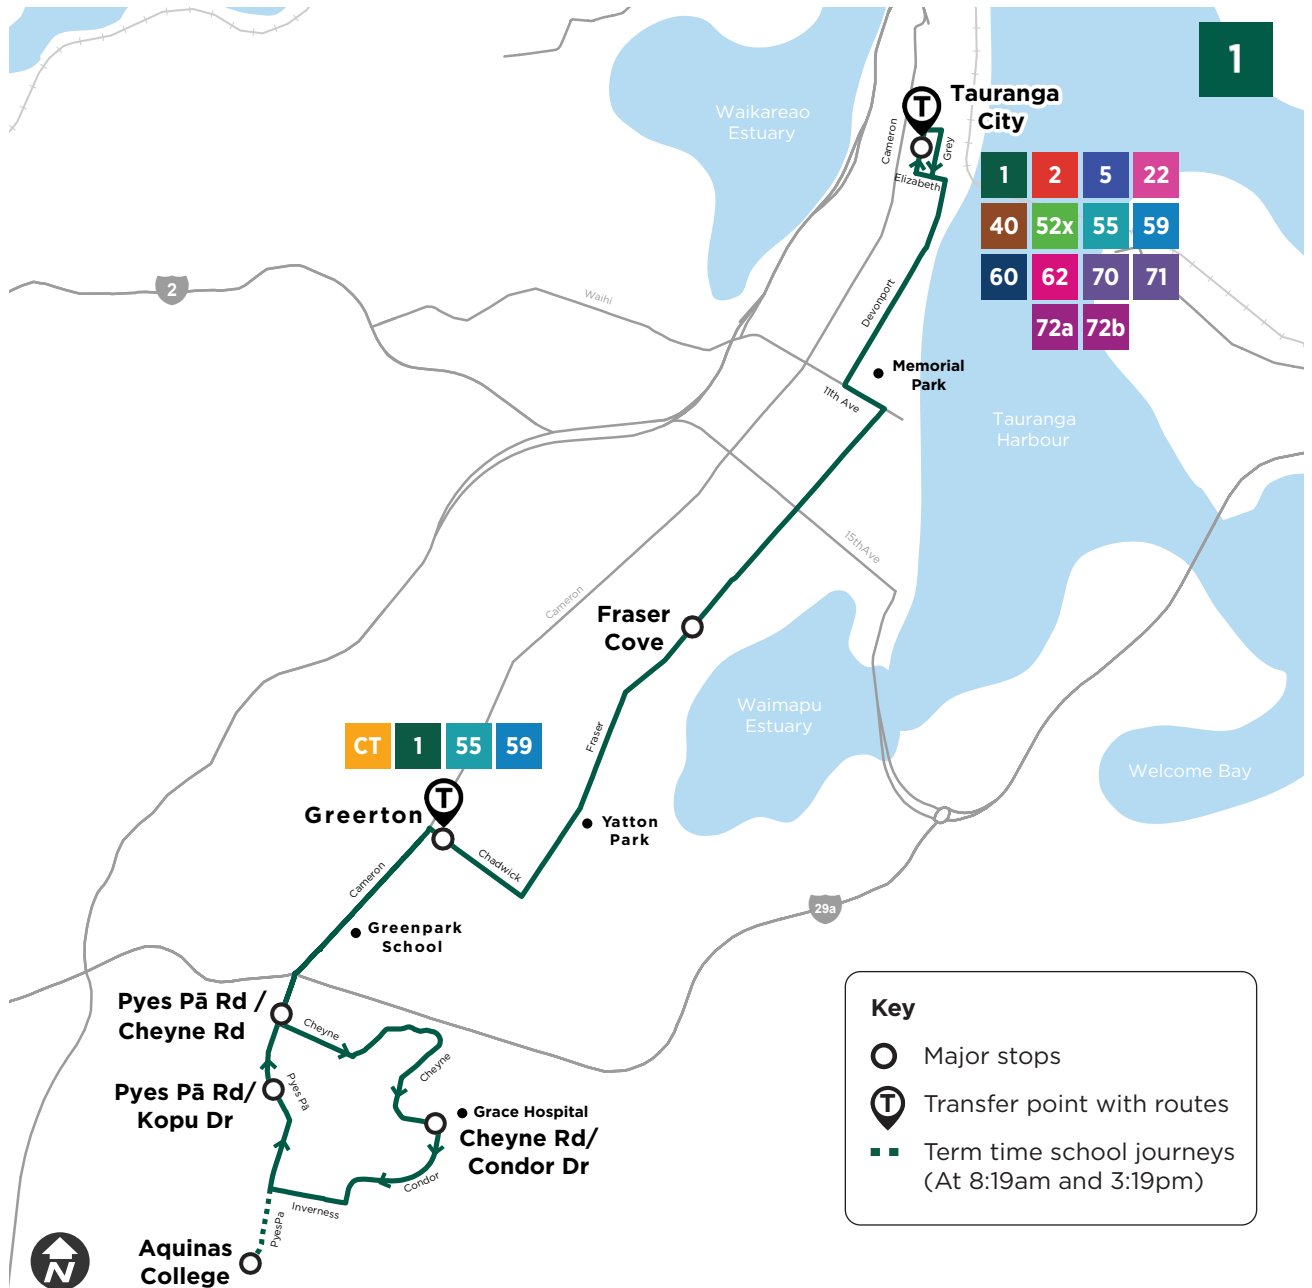 1
Waikareao
Estuary
T
Tauranga
City
Cameron
Grey
Elizabeth
1 2 5 22
40 52x 55 59
60 62 70 71
72a 72b
2
Waihi
Devonport
Memorial
Park
11th Ave
Tauranga
Harbour
15thAve
Cameron
Fraser
Cove
Waimapu
Estuary
Welcome Bay
Fraser
CT 1 55 59
T
Greerton
Yatton
Park
Chadwick
Cameron
Greenpark
School
29a
Pyes Pā Rd /
Cheyne Rd
Cheyne
Cheyne
Pyes Pā
Pyes Pā Rd/
Kopu Dr
Grace Hospital
Cheyne Rd/
Condor Dr
Condor
Inverness
PyesPa
Aquinas
College
N
Key
Major stops
T
Transfer point with routes
Term time school journeys
(At 8:19am and 3:19pm)